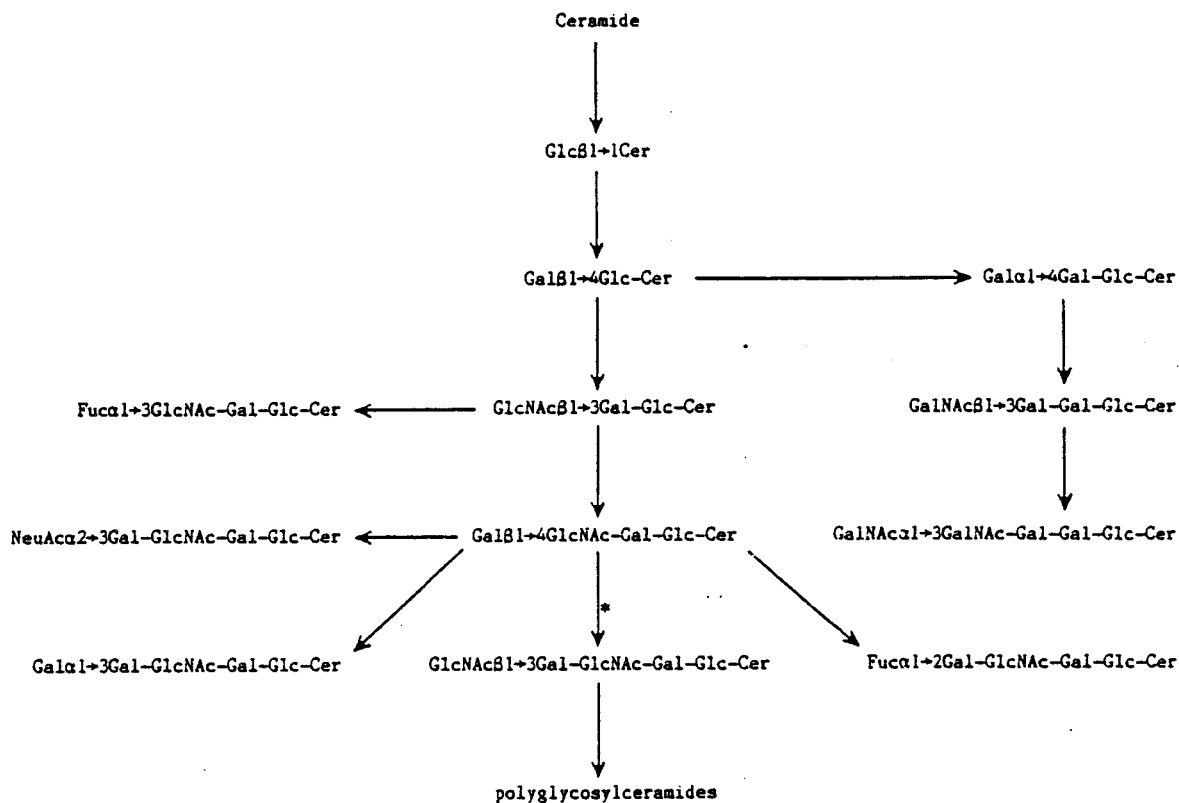 Ceramide
Glcβ1→1Cer
Galβ1→4Glc-Cer
Galα1→4Gal-Glc-Cer
Fucα1→3GlcNAc-Gal-Glc-Cer
GlcNAcβ1→3Gal-Glc-Cer
GalNAcβ1→3Gal-Gal-Glc-Cer
NeuAcα2→3Gal-GlcNAc-Gal-Glc-Cer
Galβ1→4GlcNAc-Gal-Glc-Cer
GalNAcα1→3GalNAc-Gal-Gal-Glc-Cer
*
Galα1→3Gal-GlcNAc-Gal-Glc-Cer
GlcNAcβ1→3Gal-GlcNAc-Gal-Glc-Cer
Fucα1→2Gal-GlcNAc-Gal-Glc-Cer
polyglycosylceramides